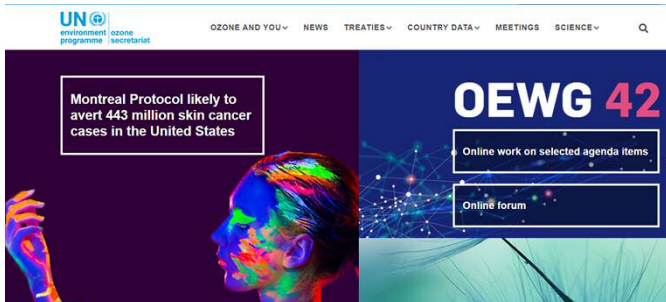 UN
environment
programme
ozone
secretariat
OZONE AND YOU
NEWS
TREATIES
COUNTRY DATA
MEETINGS
SCIENCE
Montreal Protocol likely to
avert 443 million skin cancer
cases in the United States
OEWG 42
Online work on selected agenda items
Online forum